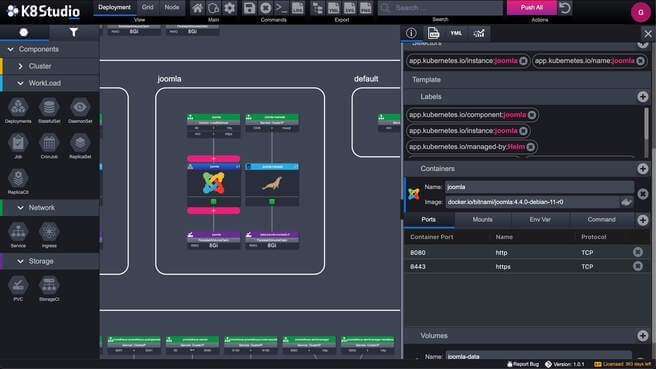 K8Studio
Deployment
Grid
Node
View
Main
Commands
Export
Search ...
Search
Push All
Actions
G
Components
Cluster
WorkLoad
Deployments
StatefulSet
DaemonSet
Job
CronJob
ReplicaSet
ReplicaCtl
Network
Service
Ingress
Storage
PVC
StorageCl
8Gi
8Gi
joomla
default
joomla
joomla
8Gi
8Gi
YML
Selectors
app.kubernetes.io/instance:joomla
app.kubernetes.io/name:joomla
Template
Labels
app.kubernetes.io/component:joomla
app.kubernetes.io/instance:joomla
app.kubernetes.io/managed-by:Helm
Containers
Name:
joomla
Image:
docker.io/bitnami/joomla:4.4.0-debian-11-r0
Ports
Mounts
Env Var
Command
Container Port
Name
Protocol
8080
http
TCP
8443
https
TCP
Volumes
Name:
joomla-data
Report Bug
Version: 1.0.1
Licensed: 363 days left